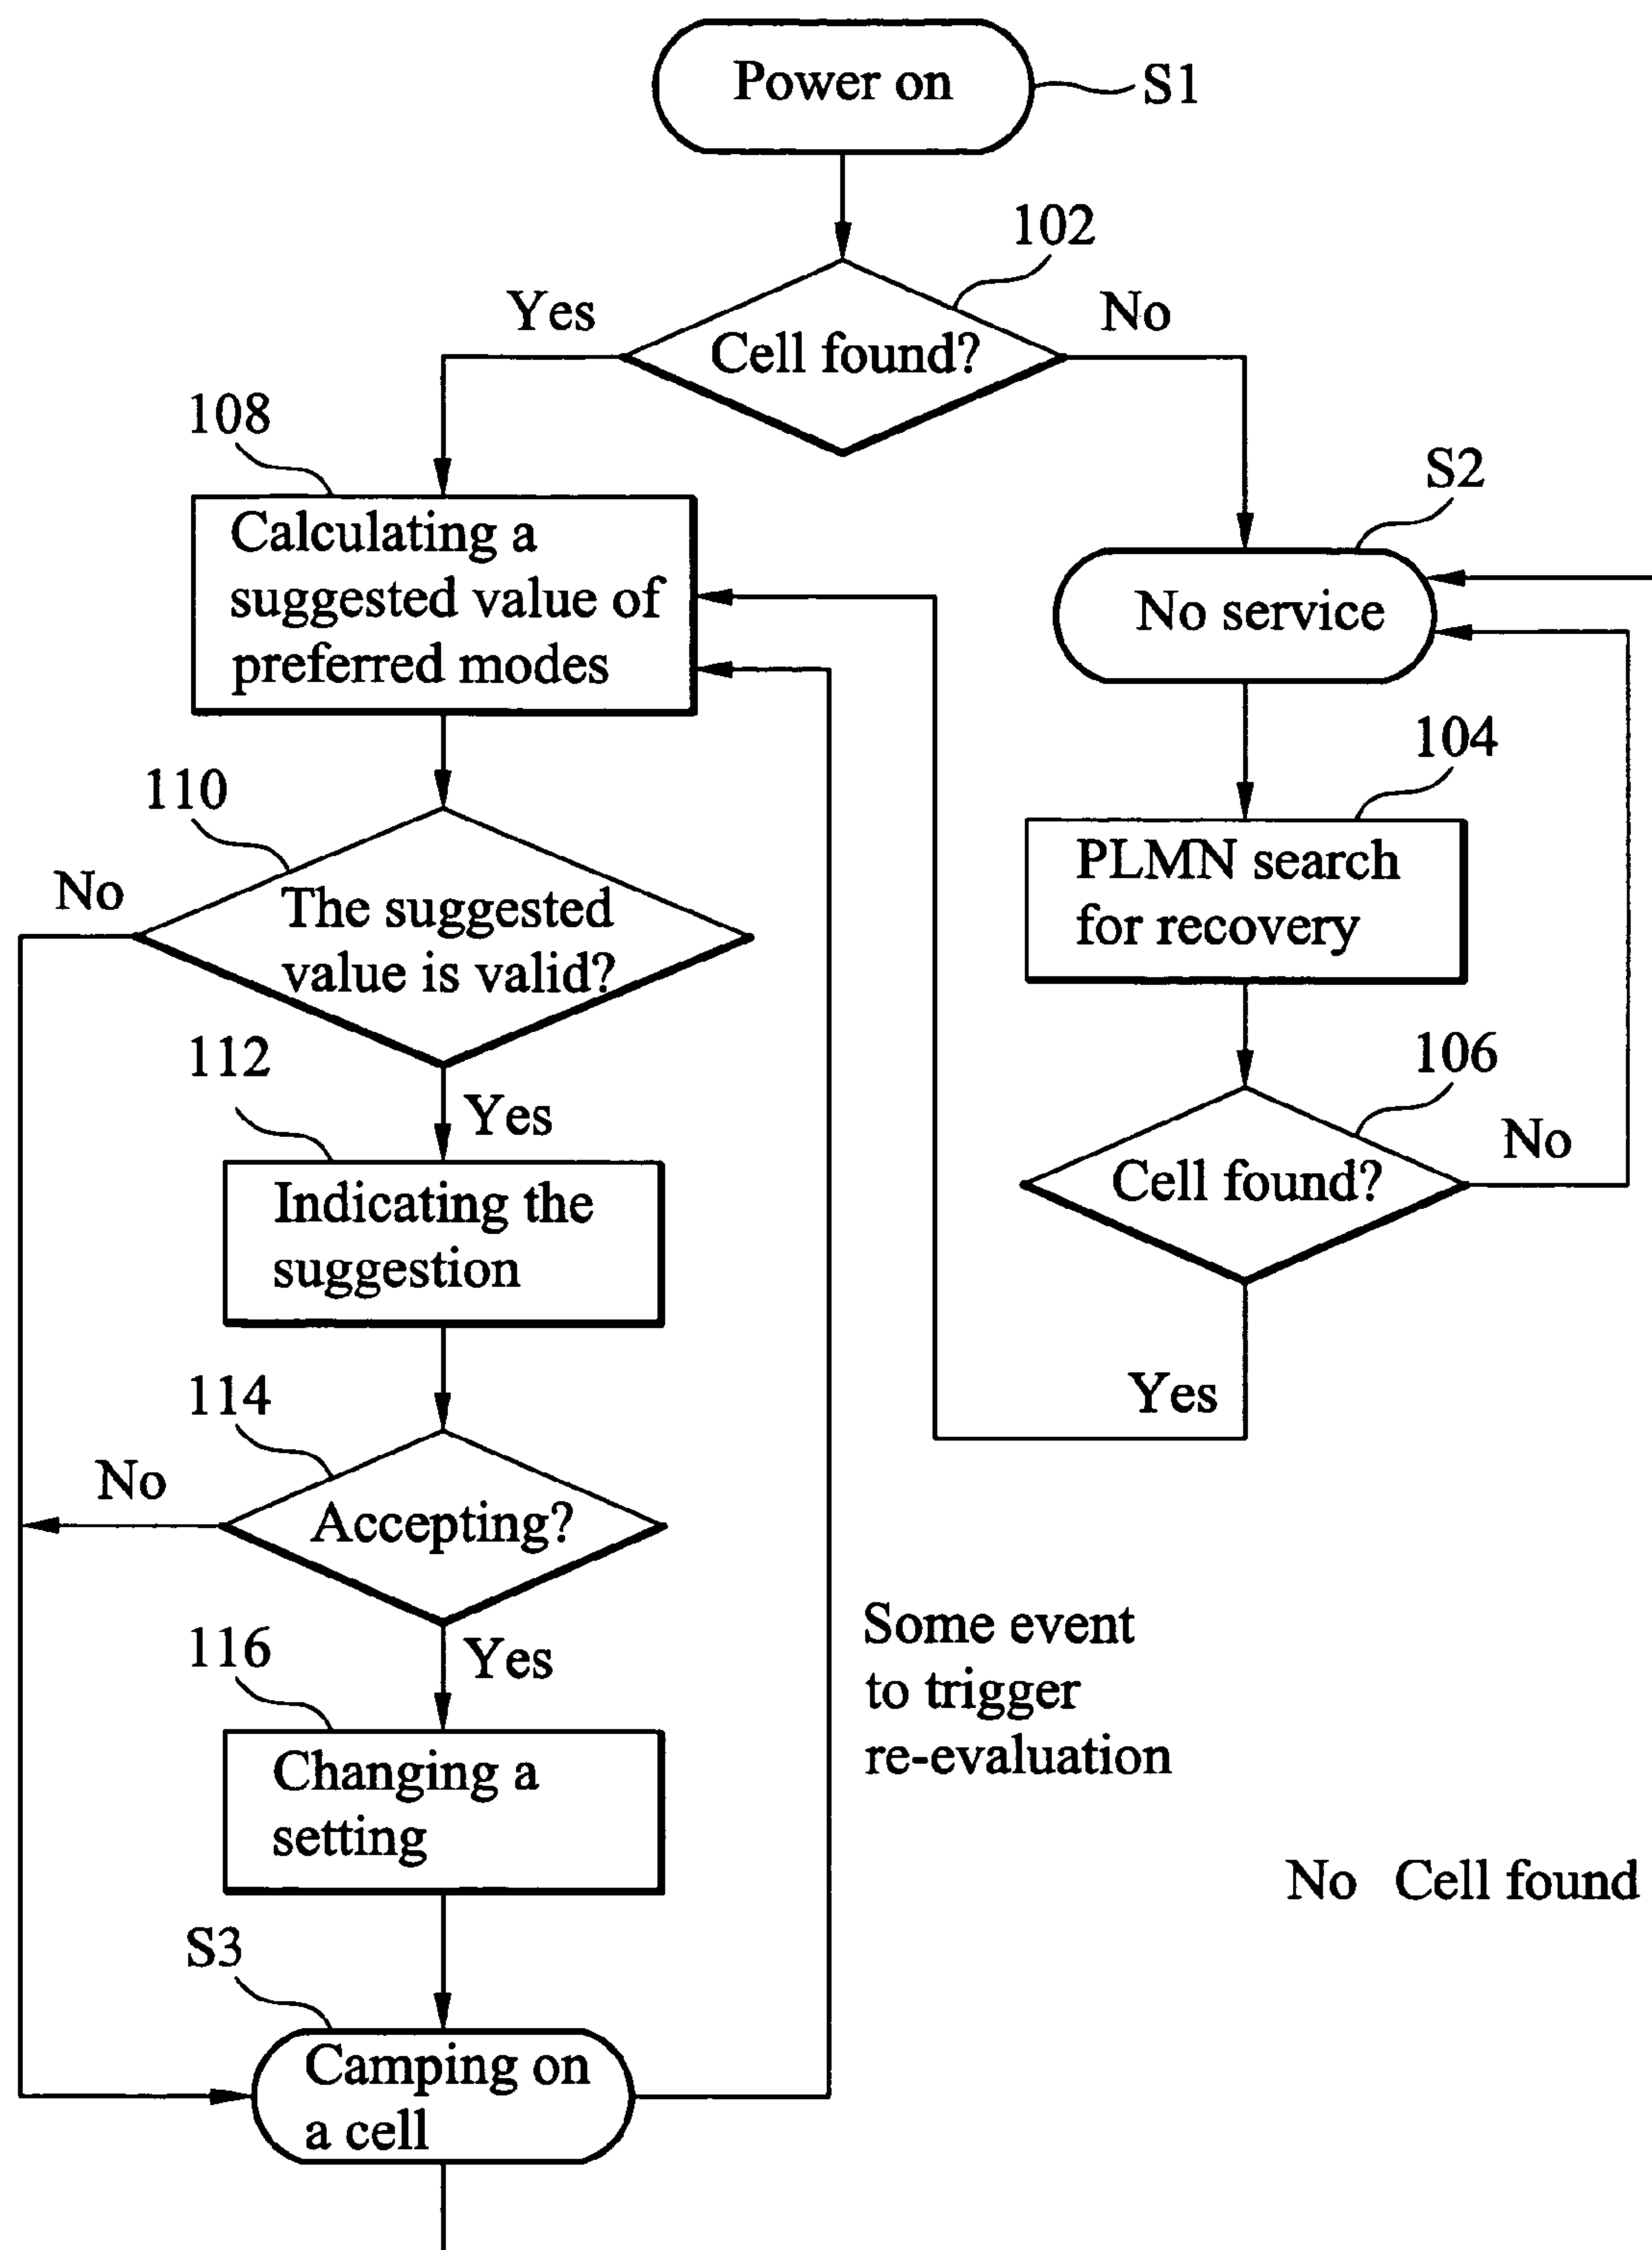 Power on
S1
102
Yes
No
Cell found?
108
S2
Calculating a
suggested value of
preferred modes
No service
104
110
PLMN search
for recovery
No
The suggested
value is valid?
112
106
Yes
No
Cell found?
Indicating the
suggestion
Yes
114
No
Accepting?
Some event
to trigger
re-evaluation
116
Yes
Changing a
setting
No Cell found
S3
Camping on
a cell